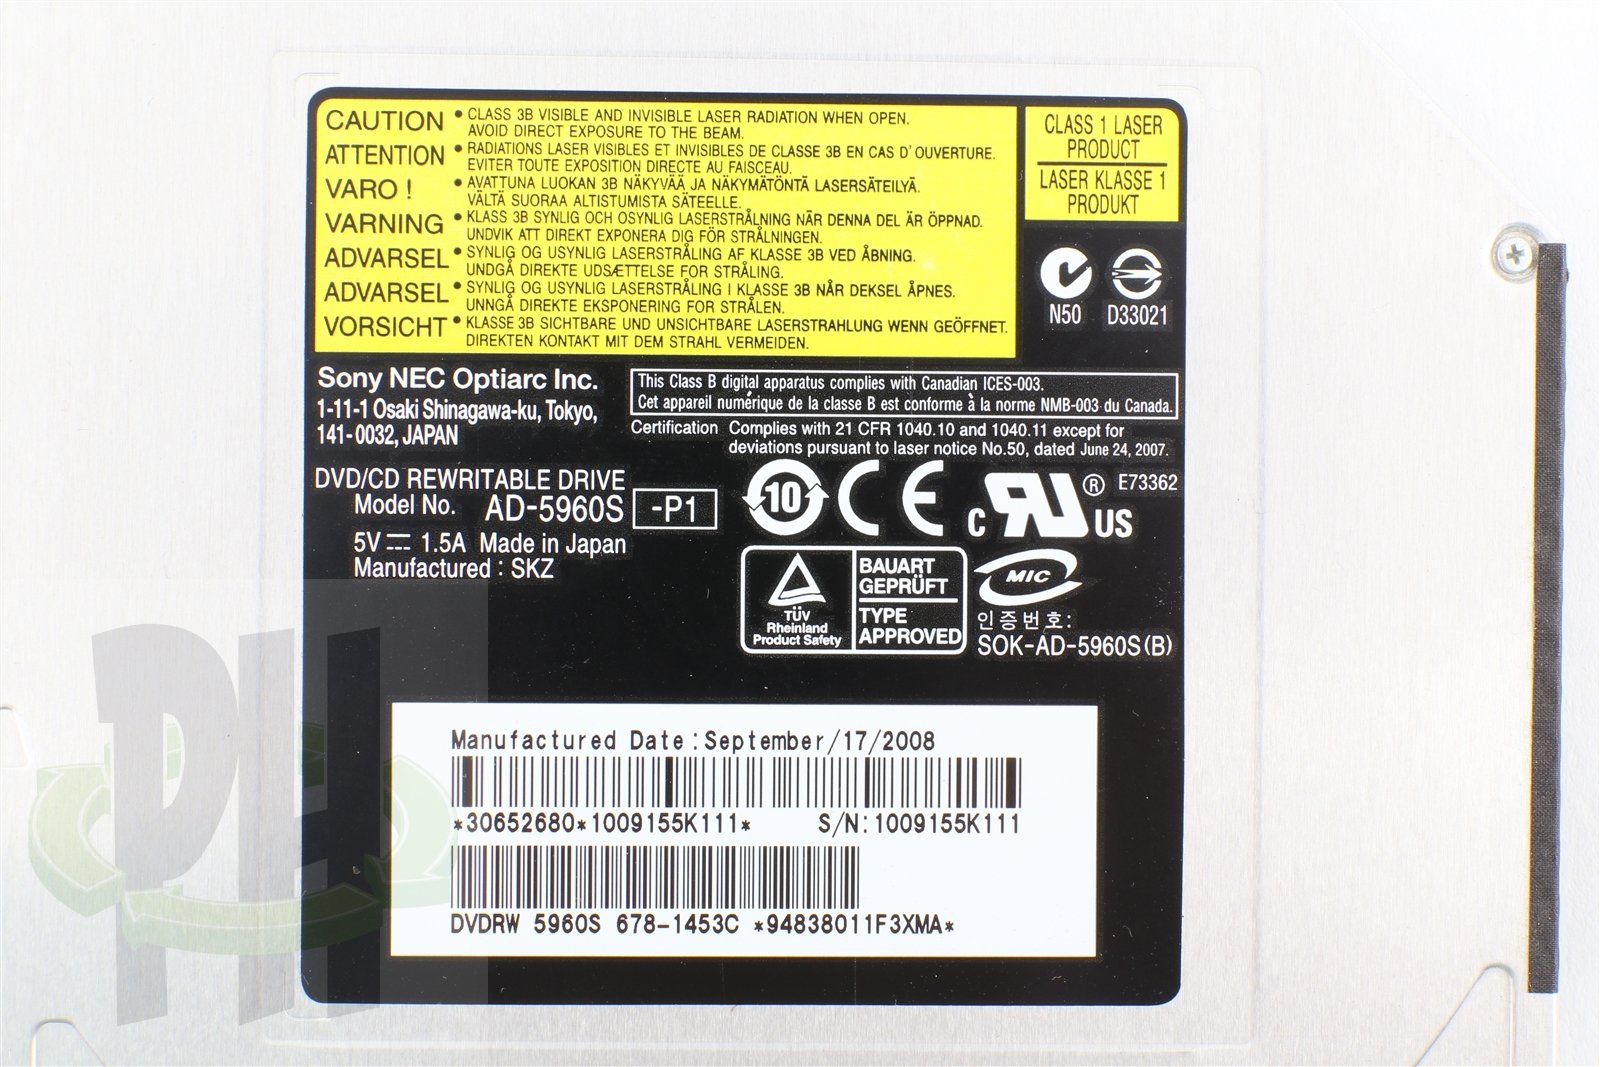 CAUTION • CLASS 3B VISIBLE AND INVISIBLE LASER RADIATION WHEN OPEN.
AVOID DIRECT EXPOSURE TO THE BEAM.
ATTENTION • RADIATIONS LASER VISIBLES ET INVISIBLES DE CLASSE 3B EN CAS D' OUVERTURE.
EVITER TOUTE EXPOSITION DIRECTE AU FAISCEAU.
VARO ! • AVATTUNA LUOKAN 3B NÄKYVÄÄ JA NÄKYMÄTÖNTÄ LASERSÄTEILYÄ.
VÄLTÄ SUORAA ALTISTUMISTA SÄTEELLE.
VARNING • KLASS 3B SYNLIG OCH OSYNLIG LASERSTRÅLNING NÄR DENNA DEL ÄR ÖPPNAD.
UNDVIK ATT DIREKT EXPONERA DIG FÖR STRÅLNINGEN.
ADVARSEL • SYNLIG OG USYNLIG LASERSTRÅLING AF KLASSE 3B VED ÅBNING.
UNDGÅ DIREKTE UDSÆTTELSE FOR STRÅLING.
ADVARSEL • SYNLIG OG USYNLIG LASERSTRÅLING I KLASSE 3B NÅR DEKSEL ÅPNES.
UNNGÅ DIREKTE EKSPONERING FOR STRÅLEN.
VORSICHT • KLASSE 3B SICHTBARE UND UNSICHTBARE LASERSTRAHLUNG WENN GEÖFFNET.
DIREKTEN KONTAKT MIT DEM STRAHL VERMEIDEN.
CLASS 1 LASER
PRODUCT
LASER KLASSE 1
PRODUKT
N50 D33021
Sony NEC Optiarc Inc.
1-11-1 Osaki Shinagawa-ku, Tokyo,
141-0032, JAPAN
This Class B digital apparatus complies with Canadian ICES-003.
Cet appareil numérique de la classe B est conforme à la norme NMB-003 du Canada.
Certification Complies with 21 CFR 1040.10 and 1040.11 except for
deviations pursuant to laser notice No.50, dated June 24, 2007.
DVD/CD REWRITABLE DRIVE
Model No. AD-5960S -P1
5V 1.5A Made in Japan
Manufactured : SKZ
10 CE c RU ® US E73362
TÜV
Rheinland
Product Safety
BAUART
GEPRÜFT
TYPE
APPROVED
MIC
인증번호:
SOK-AD-5960S(B)
Manufactured Date:September/17/2008
*30652680*1009155K111* S/N:1009155K111
DVDRW 5960S 678-1453C *94838011F3XMA*
PH